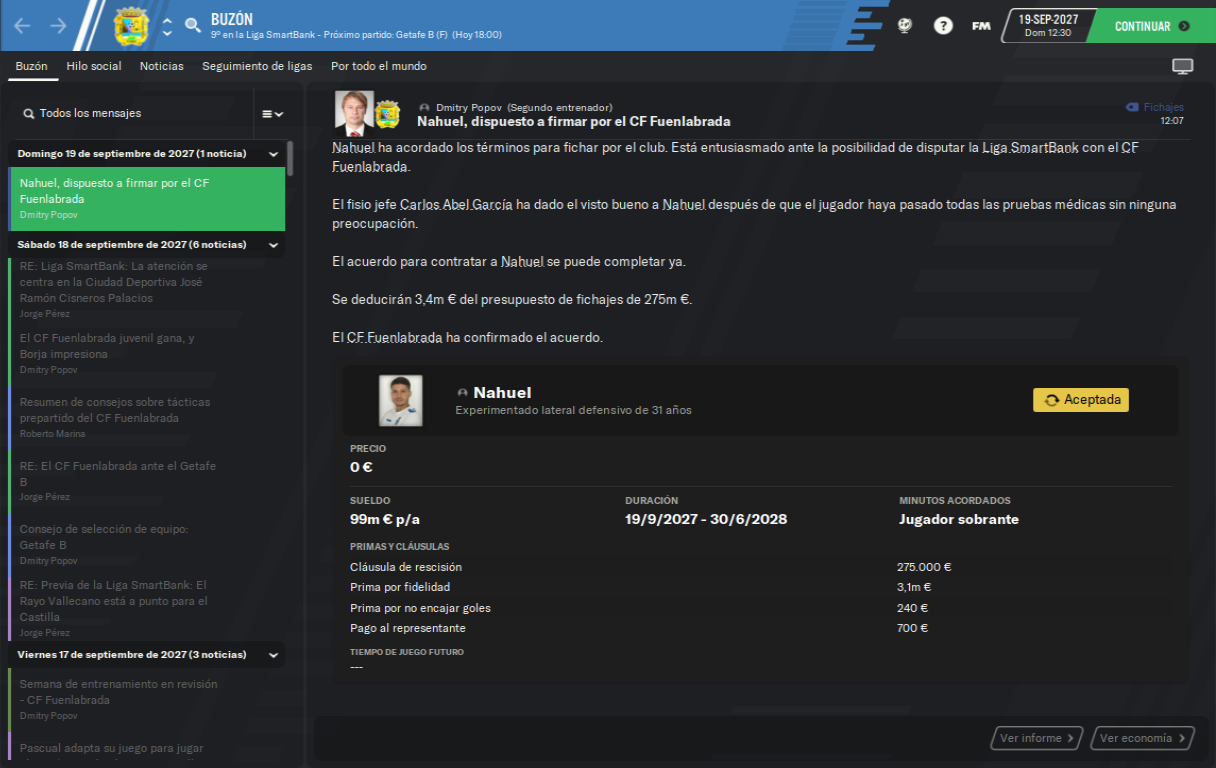 BUZÓN
9º en la Liga SmartBank - Próximo partido: Getafe B (F) (Hoy 18:00)
FM
19-SEP-2027
Dom 12:30
CONTINUAR
Buzón
Hilo social
Noticias
Seguimiento de ligas
Por todo el mundo
Todos los mensajes
Domingo 19 de septiembre de 2027 (1 noticia)
Nahuel, dispuesto a firmar por el CF
Fuenlabrada
Dmitry Popov
Sábado 18 de septiembre de 2027 (6 noticias)
RE: Liga SmartBank: La atención se
centra en la Ciudad Deportiva José
Ramón Cisneros Palacios
Jorge Pérez
El CF Fuenlabrada juvenil gana, y
Borja impresiona
Dmitry Popov
Resumen de consejos sobre tácticas
prepartido del CF Fuenlabrada
Roberto Marina
RE: El CF Fuenlabrada ante el Getafe
B
Jorge Pérez
Consejo de selección de equipo:
Getafe B
Dmitry Popov
RE: Previa de la Liga SmartBank: El
Rayo Vallecano está a punto para el
Castilla
Jorge Pérez
Viernes 17 de septiembre de 2027 (3 noticias)
Semana de entrenamiento en revisión
- CF Fuenlabrada
Dmitry Popov
Pascual adapta su juego para jugar
Dmitry Popov (Segundo entrenador)
Nahuel, dispuesto a firmar por el CF Fuenlabrada
Fichajes
12:07
Nahuel ha acordado los términos para fichar por el club. Está entusiasmado ante la posibilidad de disputar la Liga SmartBank con el CF
Fuenlabrada.
El fisio jefe Carlos Abel García ha dado el visto bueno a Nahuel después de que el jugador haya pasado todas las pruebas médicas sin ninguna
preocupación.
El acuerdo para contratar a Nahuel se puede completar ya.
Se deducirán 3,4m € del presupuesto de fichajes de 275m €.
El CF Fuenlabrada ha confirmado el acuerdo.
Nahuel
Experimentado lateral defensivo de 31 años
Aceptada
PRECIO
0 €
SUELDO
99m € p/a
DURACIÓN
19/9/2027 - 30/6/2028
MINUTOS ACORDADOS
Jugador sobrante
PRIMAS Y CLÁUSULAS
Cláusula de rescisión 275.000 €
Prima por fidelidad 3,1m €
Prima por no encajar goles 240 €
Pago al representante 700 €
TIEMPO DE JUEGO FUTURO
---
Ver informe
Ver economía